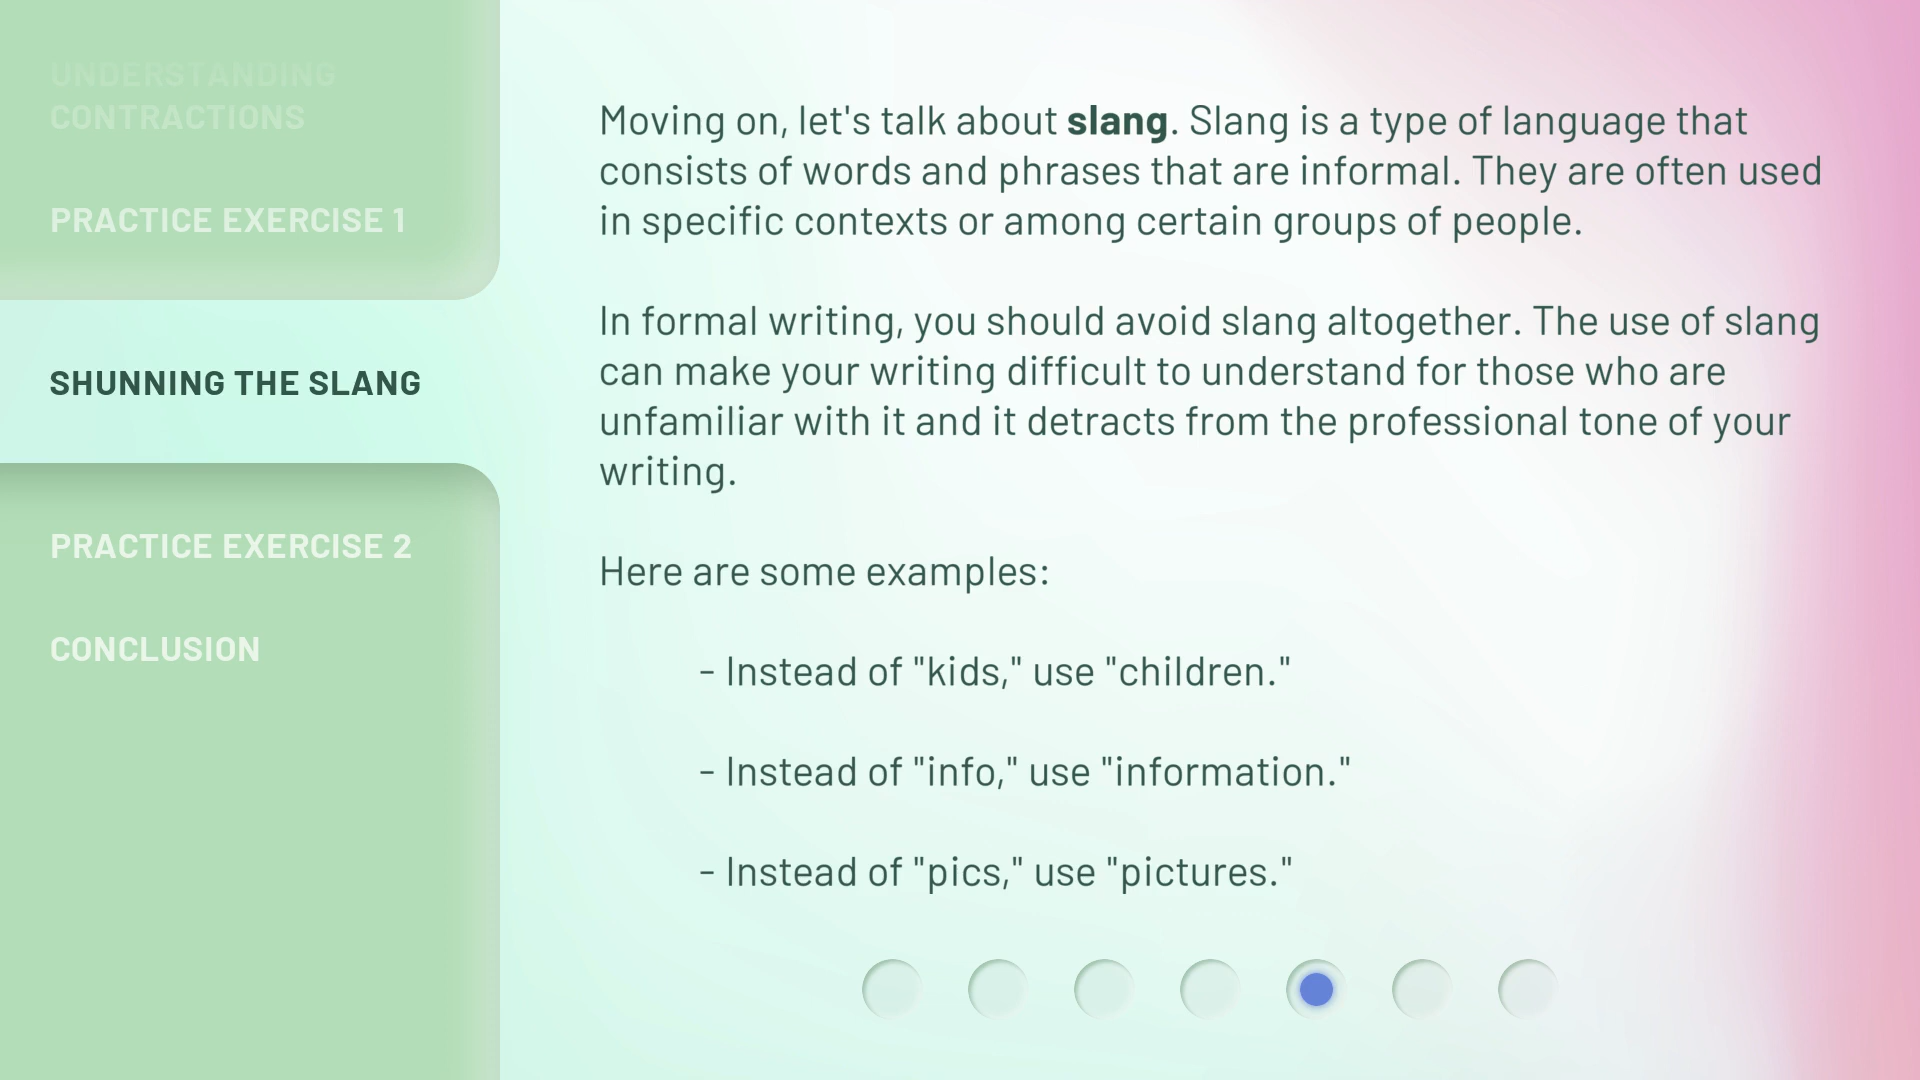 UNDERSTANDING
CONTRACTIONS
PRACTICE EXERCISE 1
SHUNNING THE SLANG
PRACTICE EXERCISE 2
CONCLUSION
Moving on, let's talk about slang. Slang is a type of language that
consists of words and phrases that are informal. They are often used
in specific contexts or among certain groups of people.
In formal writing, you should avoid slang altogether. The use of slang
can make your writing difficult to understand for those who are
unfamiliar with it and it detracts from the professional tone of your
writing.
Here are some examples:
- Instead of "kids," use "children."
- Instead of "info," use "information."
- Instead of "pics," use "pictures."